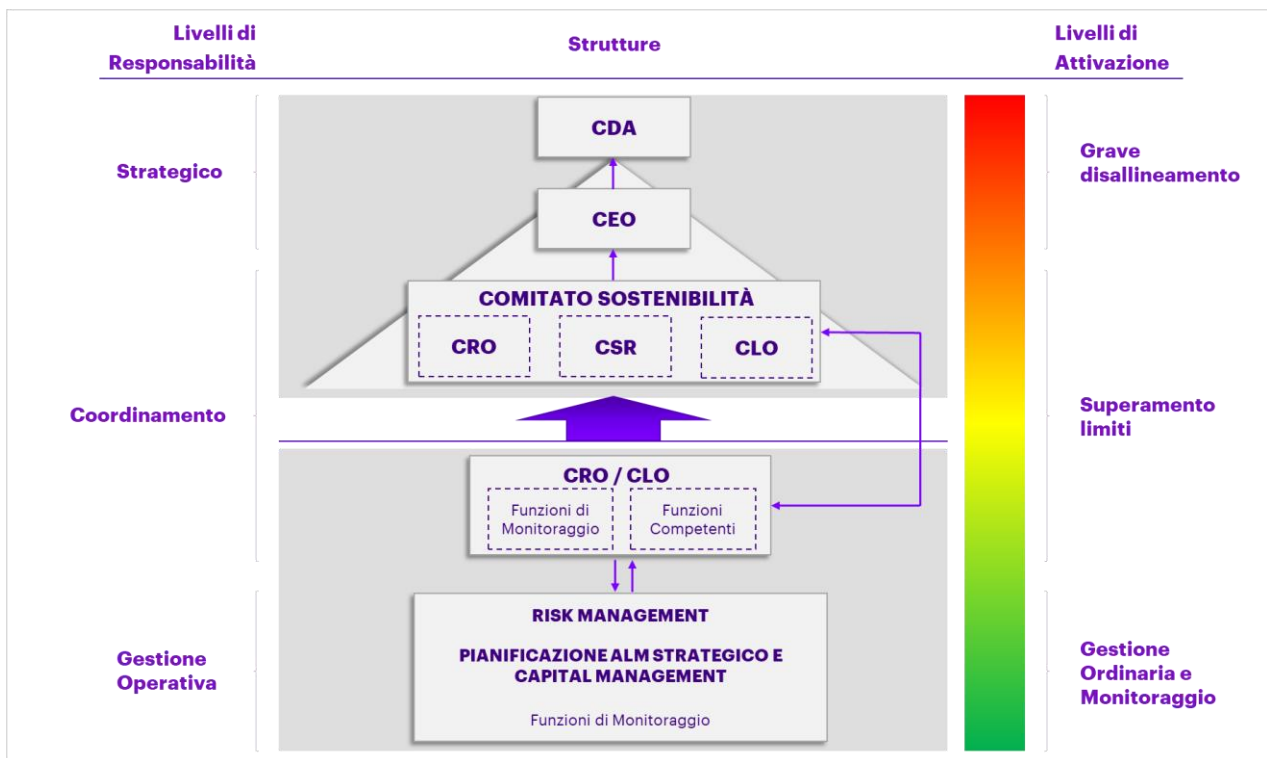 Livelli di
Responsabilità
Strutture
Livelli di
Attivazione
CDA
Strategico
Grave
disallineamento
CEO
COMITATO SOSTENIBILITÀ
CRO
CSR
CLO
Coordinamento
Superamento
limiti
CRO / CLO
Funzioni di
Monitoraggio
Funzioni
Competenti
RISK MANAGEMENT
PIANIFICAZIONE ALM STRATEGICO E
CAPITAL MANAGEMENT
Funzioni di Monitoraggio
Gestione
Operativa
Gestione
Ordinaria e
Monitoraggio